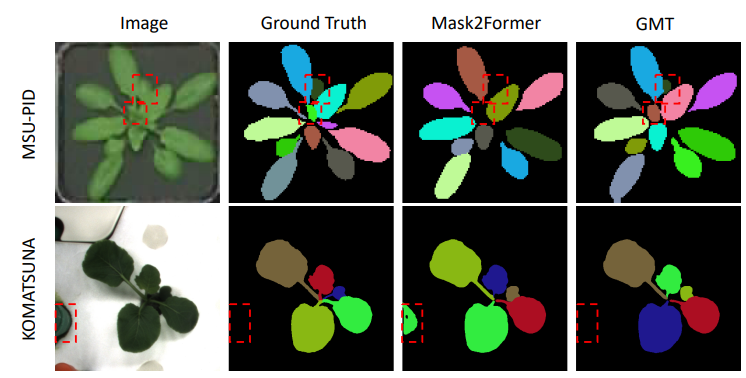 Image Ground Truth Mask2Former GMT
MSU-PID
KOMATSUNA